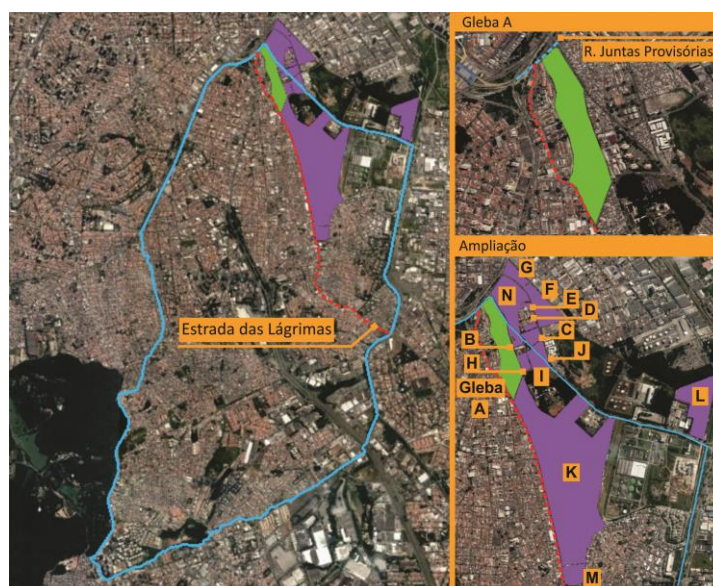 Gleba A
R. Juntas Provisórias
Estrada das Lágrimas
Ampliação
G
F
N
E
D
B
C
J
H
I
Gleba
A
L
K
M